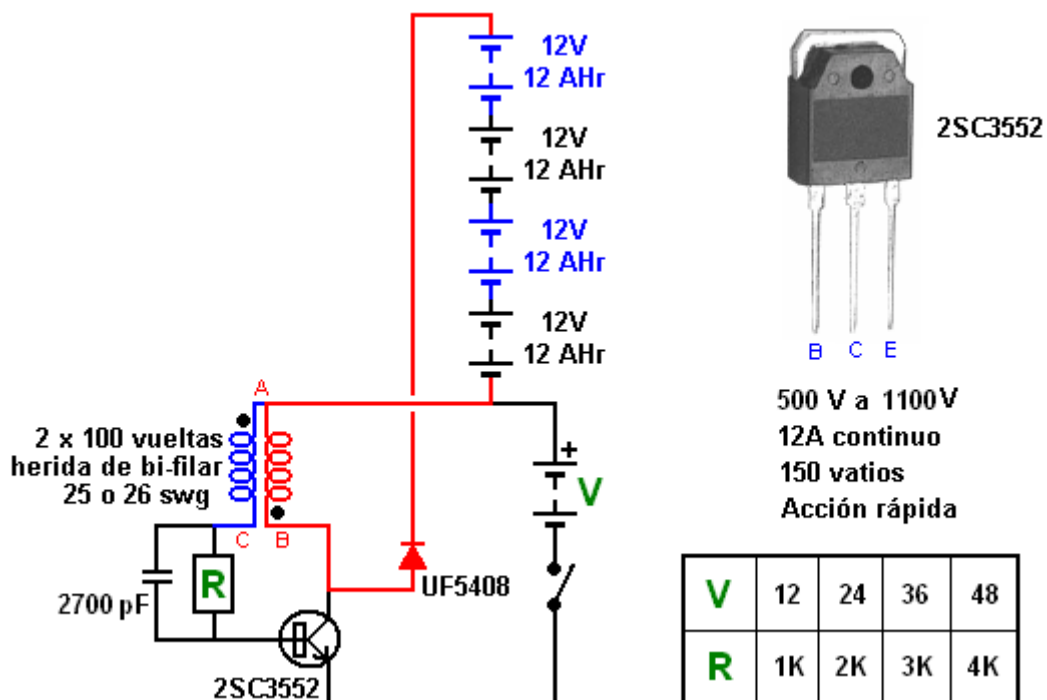 12V
12 AHr
12V
12 AHr
12V
12 AHr
12V
12 AHr
A
2 x 100 vueltas
herida de bi-filar
25 o 26 swg
C
B
+
V
R
2700 pF
UF5408
2SC3552
2SC3552
B C E
500 V a 1100V
12A continuo
150 vatios
Acción rápida
V 12 24 36 48
R 1K 2K 3K 4K